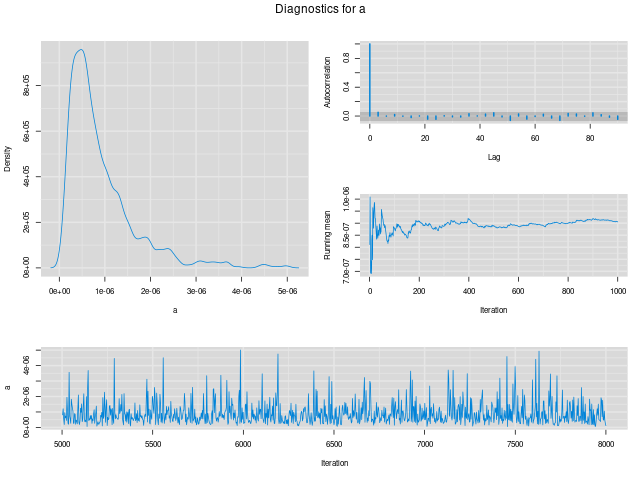 Diagnostics for a
Density
0e+00
2e+05
4e+05
6e+05
8e+05
0e+00 1e-06 2e-06 3e-06 4e-06 5e-06
a
Autocorrelation
0.0
0.4
0.8
0 20 40 60 80
Lag
Running mean
7.0e-07
8.5e-07
1.0e-06
0 200 400 600 800 1000
Iteration
a
0e+00
2e-06
4e-06
5000 5500 6000 6500 7000 7500 8000
Iteration